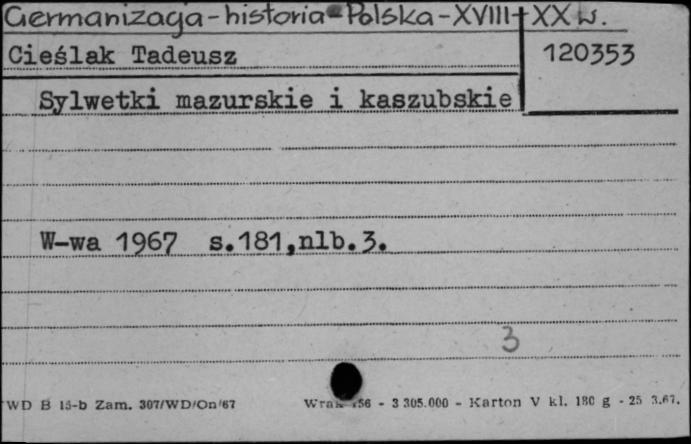 Germanizacja-historia-Polska-XVIII-XX w.
Cieślak Tadeusz
120353
Sylwetki mazurskie i kaszubskie
W-wa 1967 s.181,nlb.3.
3
WD B 15-b Zam. 307/WD/On/67 56 - 3 305.000 - Karton V kl. 180 g - 25 3.67.